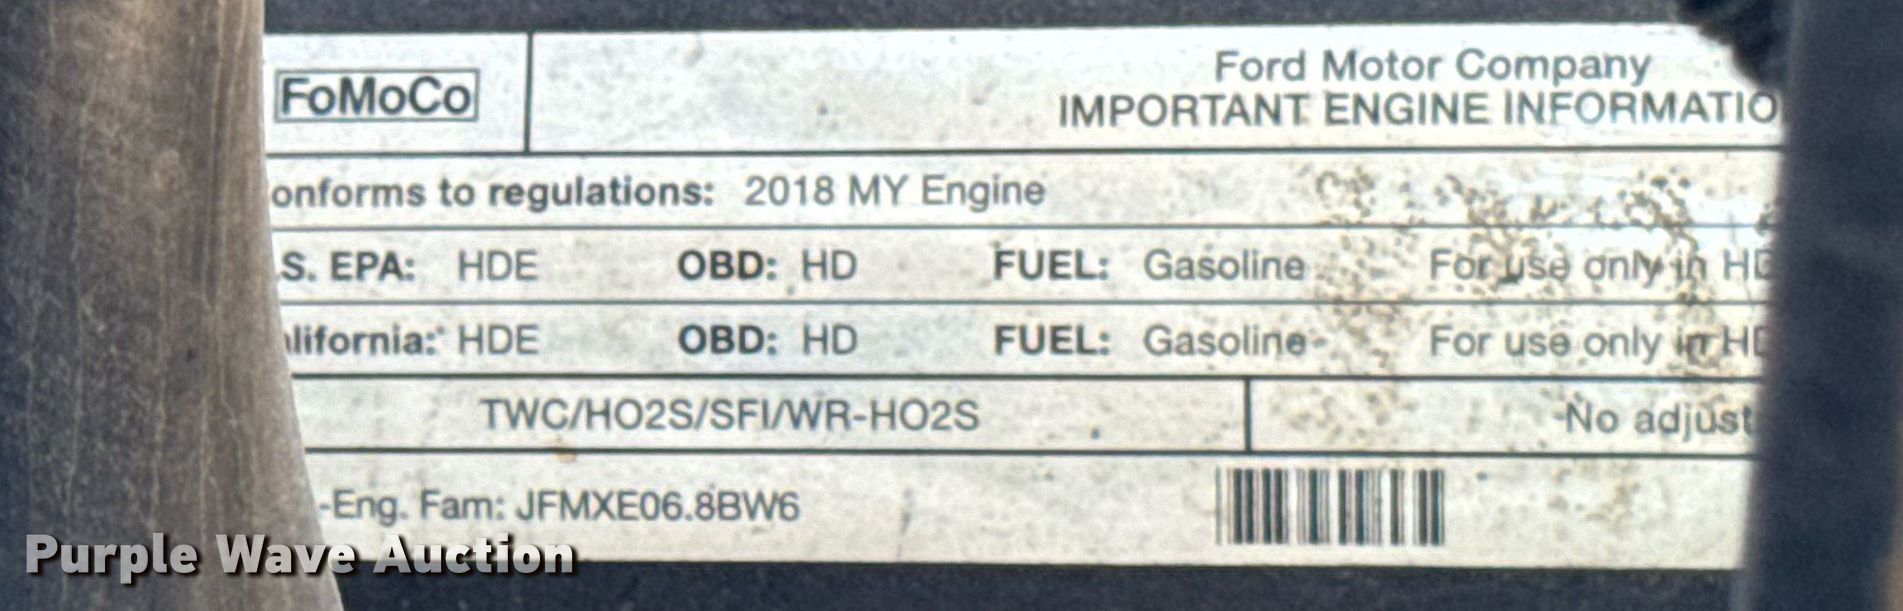 FoMoCo
Ford Motor Company
IMPORTANT ENGINE INFORMATIO
onforms to regulations: 2018 MY Engine
.S. EPA: HDE OBD: HD FUEL: Gasoline For use only in HD
alifornia: HDE OBD: HD FUEL: Gasoline For use only in HD
TWC/HO2S/SFI/WR-HO2S No adjust
-Eng. Fam: JFMXE06.8BW6
Purple Wave Auction